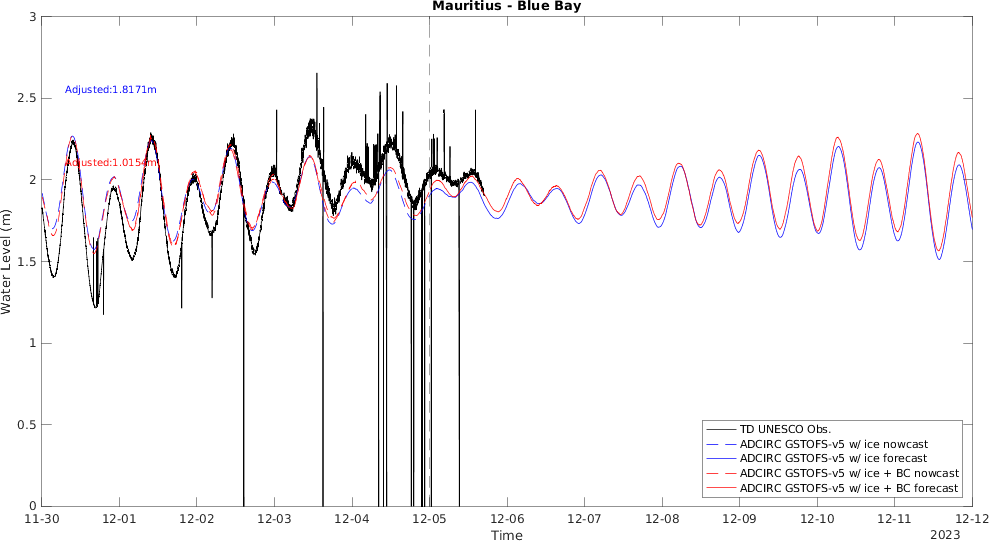 Mauritius - Blue Bay
3
2.5
2
1.5
1
0.5
0
Water Level (m)
Adjusted:1.8171m
Adjusted:1.0154m
TD UNESCO Obs.
ADCIRC GSTOFS-v5 w/ ice nowcast
ADCIRC GSTOFS-v5 w/ ice forecast
ADCIRC GSTOFS-v5 w/ ice + BC nowcast
ADCIRC GSTOFS-v5 w/ ice + BC forecast
11-30 12-01 12-02 12-03 12-04 12-05 12-06 12-07 12-08 12-09 12-10 12-11 12-12
Time
2023